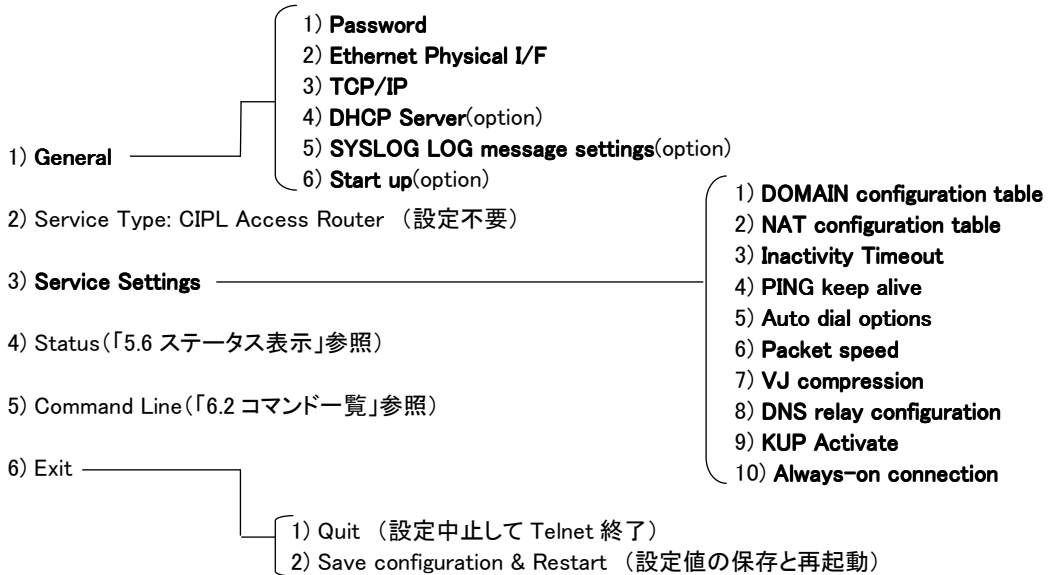 1) Password
2) Ethernet Physical I/F
3) TCP/IP
4) DHCP Server(option)
5) SYSLOG LOG message settings(option)
6) Start up(option)
1) General
2) Service Type: CIPL Access Router （設定不要）
3) Service Settings
1) DOMAIN configuration table
2) NAT configuration table
3) Inactivity Timeout
4) PING keep alive
5) Auto dial options
6) Packet speed
7) VJ compression
8) DNS relay configuration
9) KUP Activate
10) Always-on connection
4) Status（「5.6 ステータス表示」参照）
5) Command Line（「6.2 コマンド一覧」参照）
6) Exit
1) Quit （設定中止して Telnet 終了）
2) Save configuration & Restart （設定値の保存と再起動）